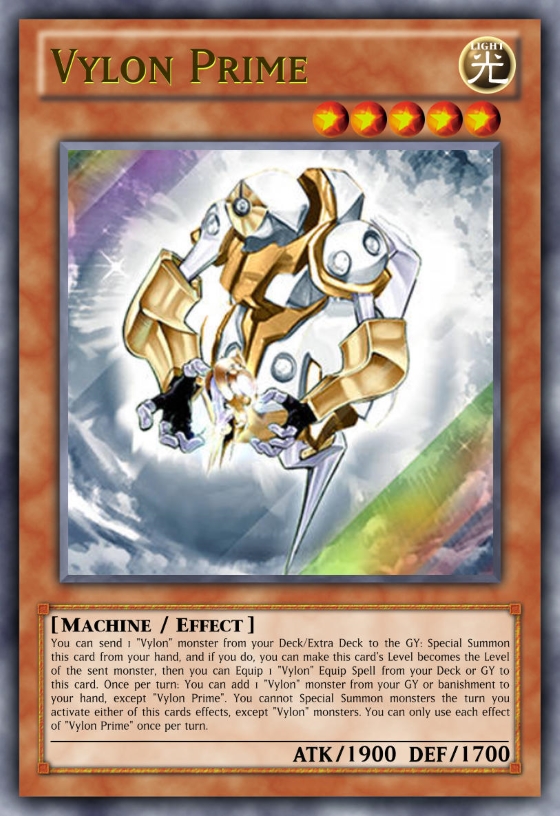 Vylon Prime
LIGHT
光
[Machine / Effect]
You can send 1 "Vylon" monster from your Deck/Extra Deck to the GY: Special Summon
this card from your hand, and if you do, you can make this card's Level becomes the Level
of the sent monster, then you can Equip 1 "Vylon" Equip Spell from your Deck or GY to
this card. Once per turn: You can add 1 "Vylon" monster from your GY or banishment to
your hand, except "Vylon Prime". You cannot Special Summon monsters the turn you
activate either of this cards effects, except "Vylon" monsters. You can only use each effect
of "Vylon Prime" once per turn.
ATK/1900 DEF/1700